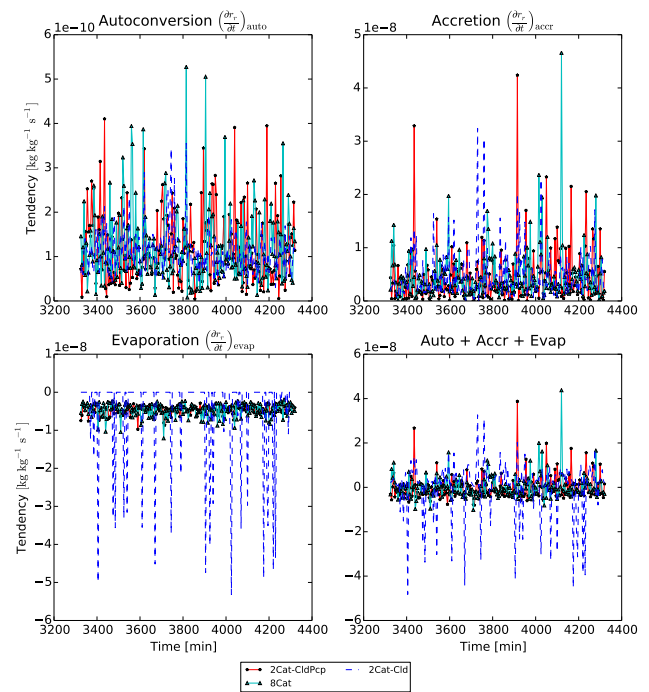 Autoconversion (∂r_r/∂t)_auto
Accretion (∂r_r/∂t)_accr
1e−10
1e−8
6
5
4
3
2
1
0
Tendency [kg kg⁻¹ s⁻¹]
5
4
3
2
1
0
3200 3400 3600 3800 4000 4200 4400
3200 3400 3600 3800 4000 4200 4400
Evaporation (∂r_r/∂t)_evap
Auto + Accr + Evap
1e−8
1e−8
1
0
−1
−2
−3
−4
−5
−6
Tendency [kg kg⁻¹ s⁻¹]
6
4
2
0
−2
−4
−6
3200 3400 3600 3800 4000 4200 4400
3200 3400 3600 3800 4000 4200 4400
Time [min]
Time [min]
2Cat-CldPcp 2Cat-Cld
8Cat